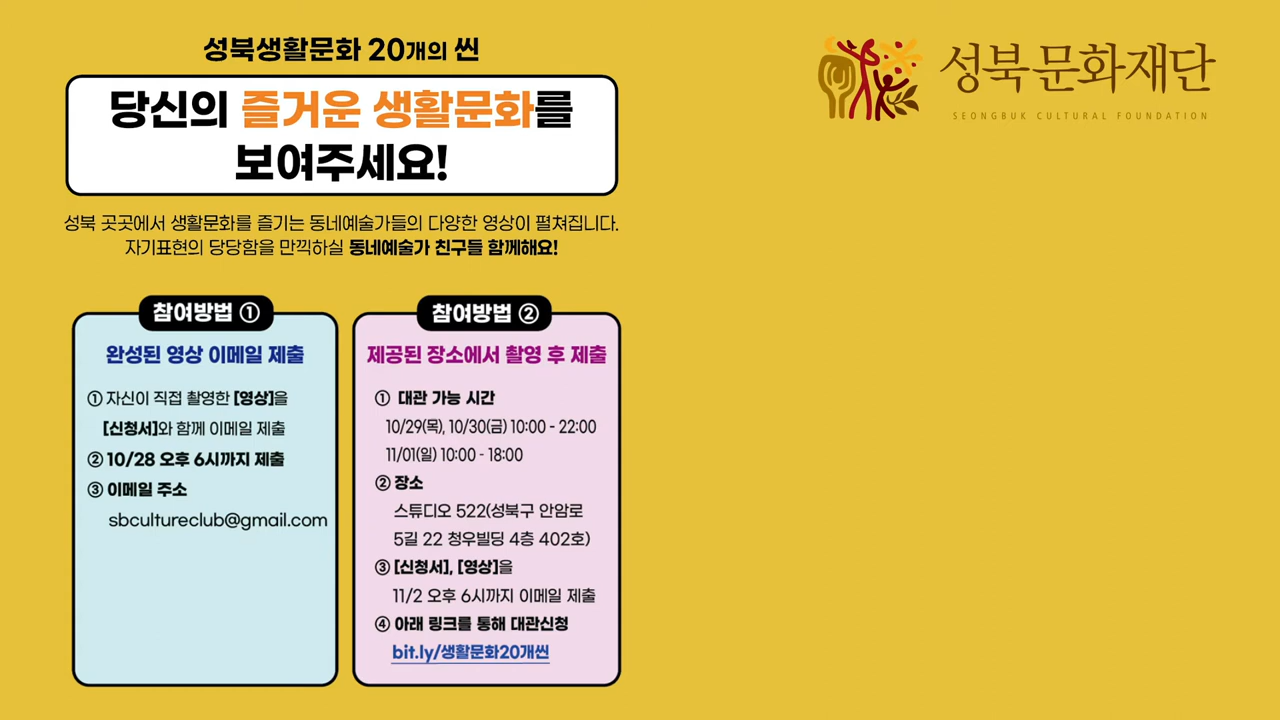 성북생활문화 20개의 씬
당신의 즐거운 생활문화를
보여주세요!
성북 곳곳에서 생활문화를 즐기는 동네예술가들의 다양한 영상이 펼쳐집니다.
자기표현의 당당함을 만끽하실 동네예술가 친구들 함께해요!
참여방법 ①
완성된 영상 이메일 제출
① 자신이 직접 촬영한 [영상]을
[신청서]와 함께 이메일 제출
② 10/28 오후 6시까지 제출
③ 이메일 주소
sbcultureclub@gmail.com
참여방법 ②
제공된 장소에서 촬영 후 제출
① 대관 가능 시간
10/29(목), 10/30(금) 10:00 - 22:00
11/01(일) 10:00 - 18:00
② 장소
스튜디오 522(성북구 안암로
5길 22 청우빌딩 4층 402호)
③ [신청서], [영상]을
11/2 오후 6시까지 이메일 제출
④ 아래 링크를 통해 대관신청
bit.ly/생활문화20개씬
성북문화재단
SEONGBUK CULTURAL FOUNDATION